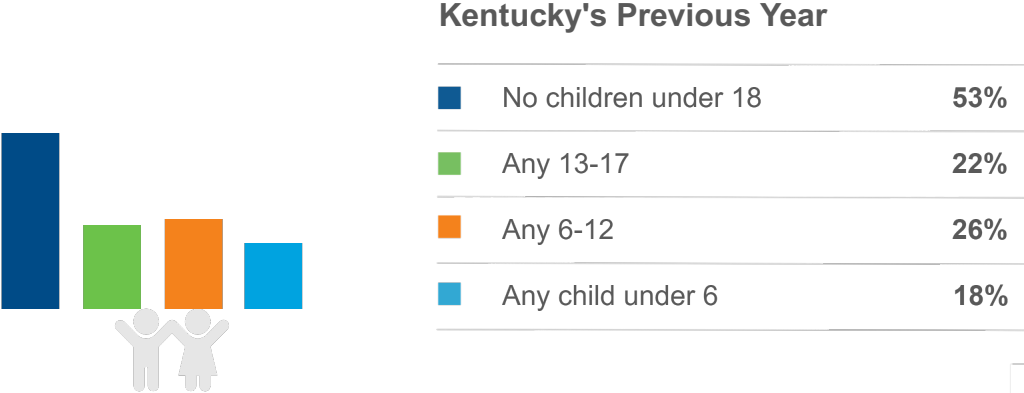 Kentucky's Previous Year
No children under 18 53%
Any 13-17 22%
Any 6-12 26%
Any child under 6 18%